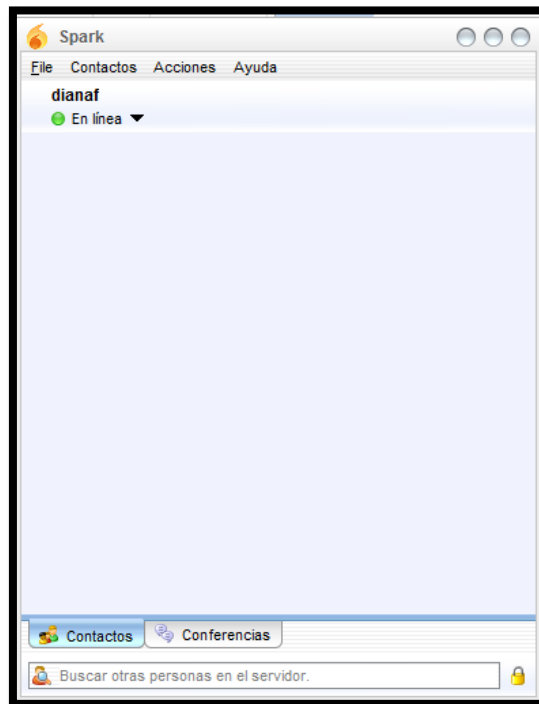 Spark
File Contactos Acciones Ayuda
dianaf
En línea
Contactos Conferencias
Buscar otras personas en el servidor.